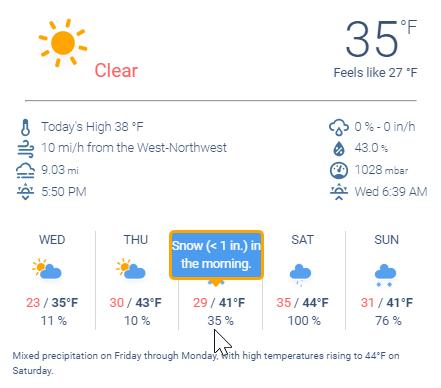 35°F
Clear
Feels like 27 °F
Today's High 38 °F
0 % - 0 in/h
10 mi/h from the West-Northwest
43.0 %
9.03 mi
1028 mbar
5:50 PM
Wed 6:39 AM
WED THU SAT SUN
Snow (< 1 in.) in
the morning.
23 / 35°F 30 / 43°F 29 / 41°F 35 / 44°F 31 / 41°F
11 % 10 % 35 % 100 % 76 %
Mixed precipitation on Friday through Monday, with high temperatures rising to 44°F on
Saturday.